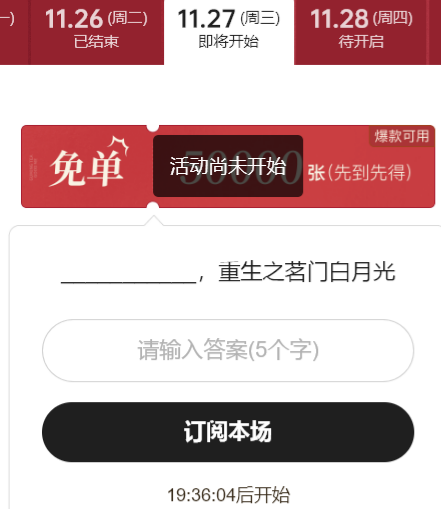 一)
11.26 (周二)
已结束
11.27 (周三)
即将开始
11.28 (周四)
待开启
爆款可用
免单
50000
张(先到先得)
活动尚未开始
____________，重生之茗门白月光
请输入答案(5个字)
订阅本场
19:36:04后开始